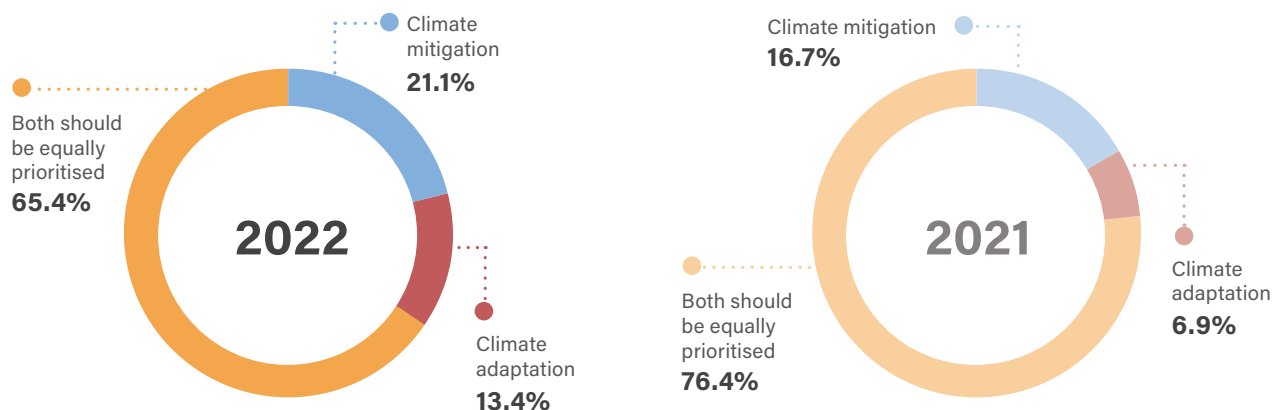 Climate
mitigation
21.1%
Both should
be equally
prioritised
65.4%
2022
Climate
adaptation
13.4%
Climate mitigation
16.7%
2021
Climate
adaptation
6.9%
Both should
be equally
prioritised
76.4%